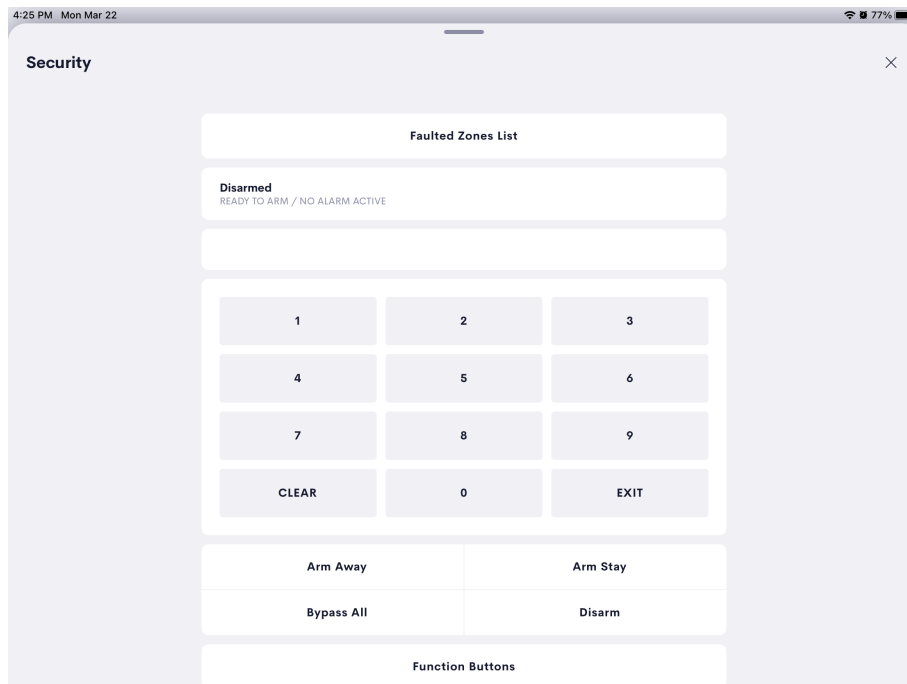 4:25 PM Mon Mar 22 77%
Security
Faulted Zones List
Disarmed
READY TO ARM / NO ALARM ACTIVE
1 2 3
4 5 6
7 8 9
CLEAR 0 EXIT
Arm Away Arm Stay
Bypass All Disarm
Function Buttons